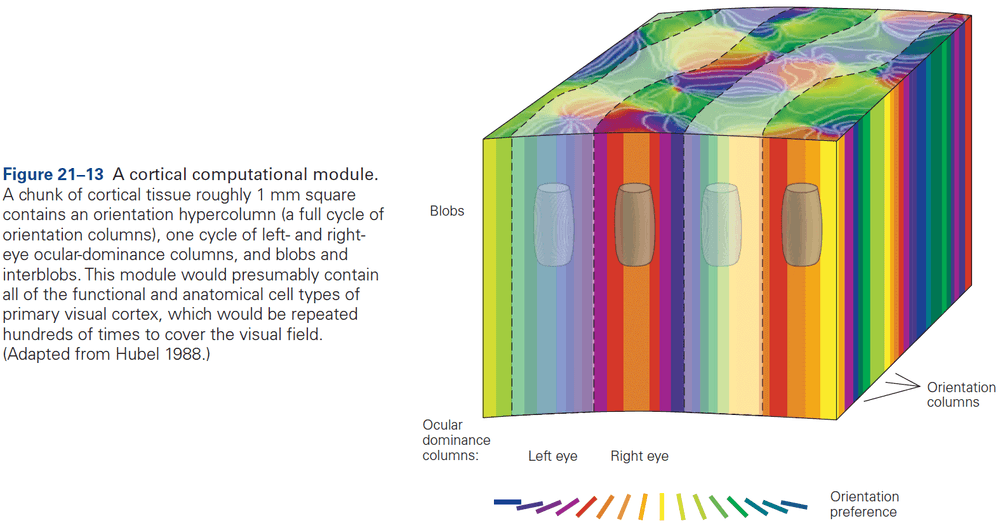 Figure 21–13 A cortical computational module.
A chunk of cortical tissue roughly 1 mm square
contains an orientation hypercolumn (a full cycle of
orientation columns), one cycle of left- and right-
eye ocular-dominance columns, and blobs and
interblobs. This module would presumably contain
all of the functional and anatomical cell types of
primary visual cortex, which would be repeated
hundreds of times to cover the visual field.
(Adapted from Hubel 1988.)
Blobs
Orientation
columns
Ocular
dominance
columns:
Left eye
Right eye
Orientation
preference